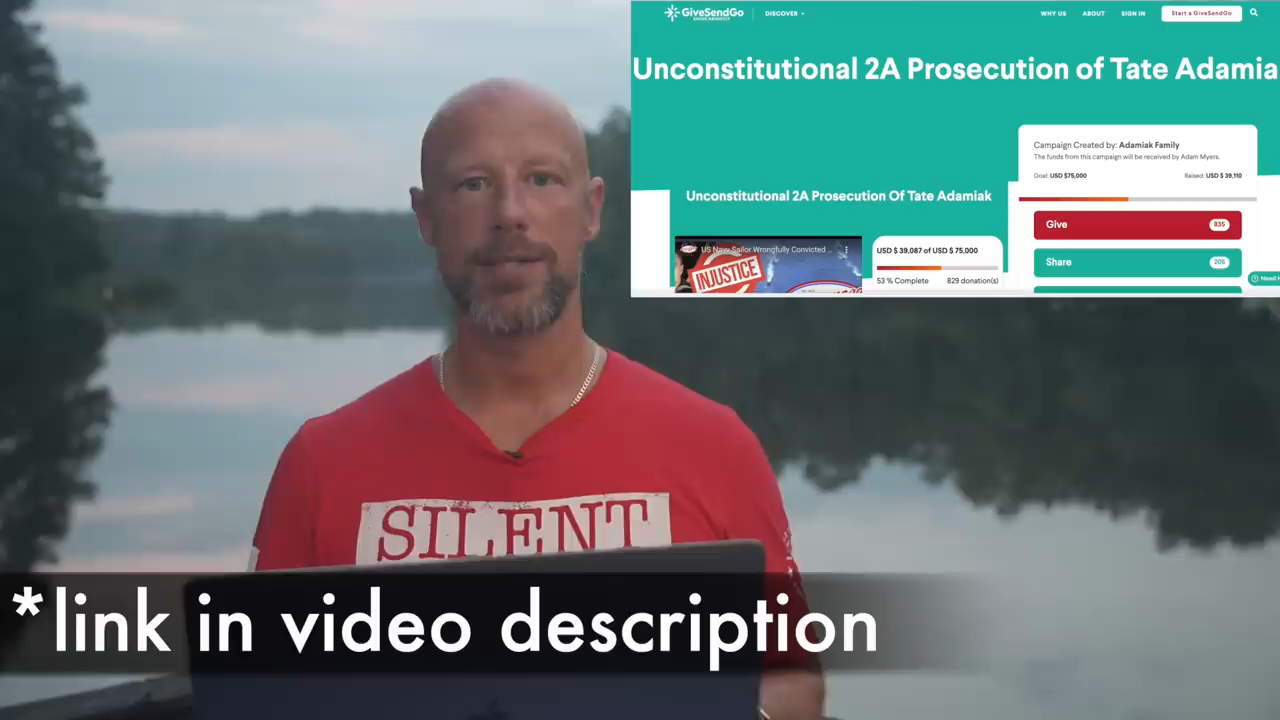 GiveSendGo
SHINE BRIGHTLY
DISCOVER
WHY US
ABOUT
SIGN IN
Start a GiveSendGo
Unconstitutional 2A Prosecution of Tate Adamia
Campaign Created by: Adamiak Family
The funds from this campaign will be received by Adam Myers.
Goal: USD $75,000
Raised: USD $ 39,110
Unconstitutional 2A Prosecution Of Tate Adamiak
Give
835
US Navy Sailor Wrongfully Convicted ...
INJUSTICE
USD $ 39,087 of USD $ 75,000
Share
205
53 % Complete
829 donation(s)
Need H
SILENT
*link in video description